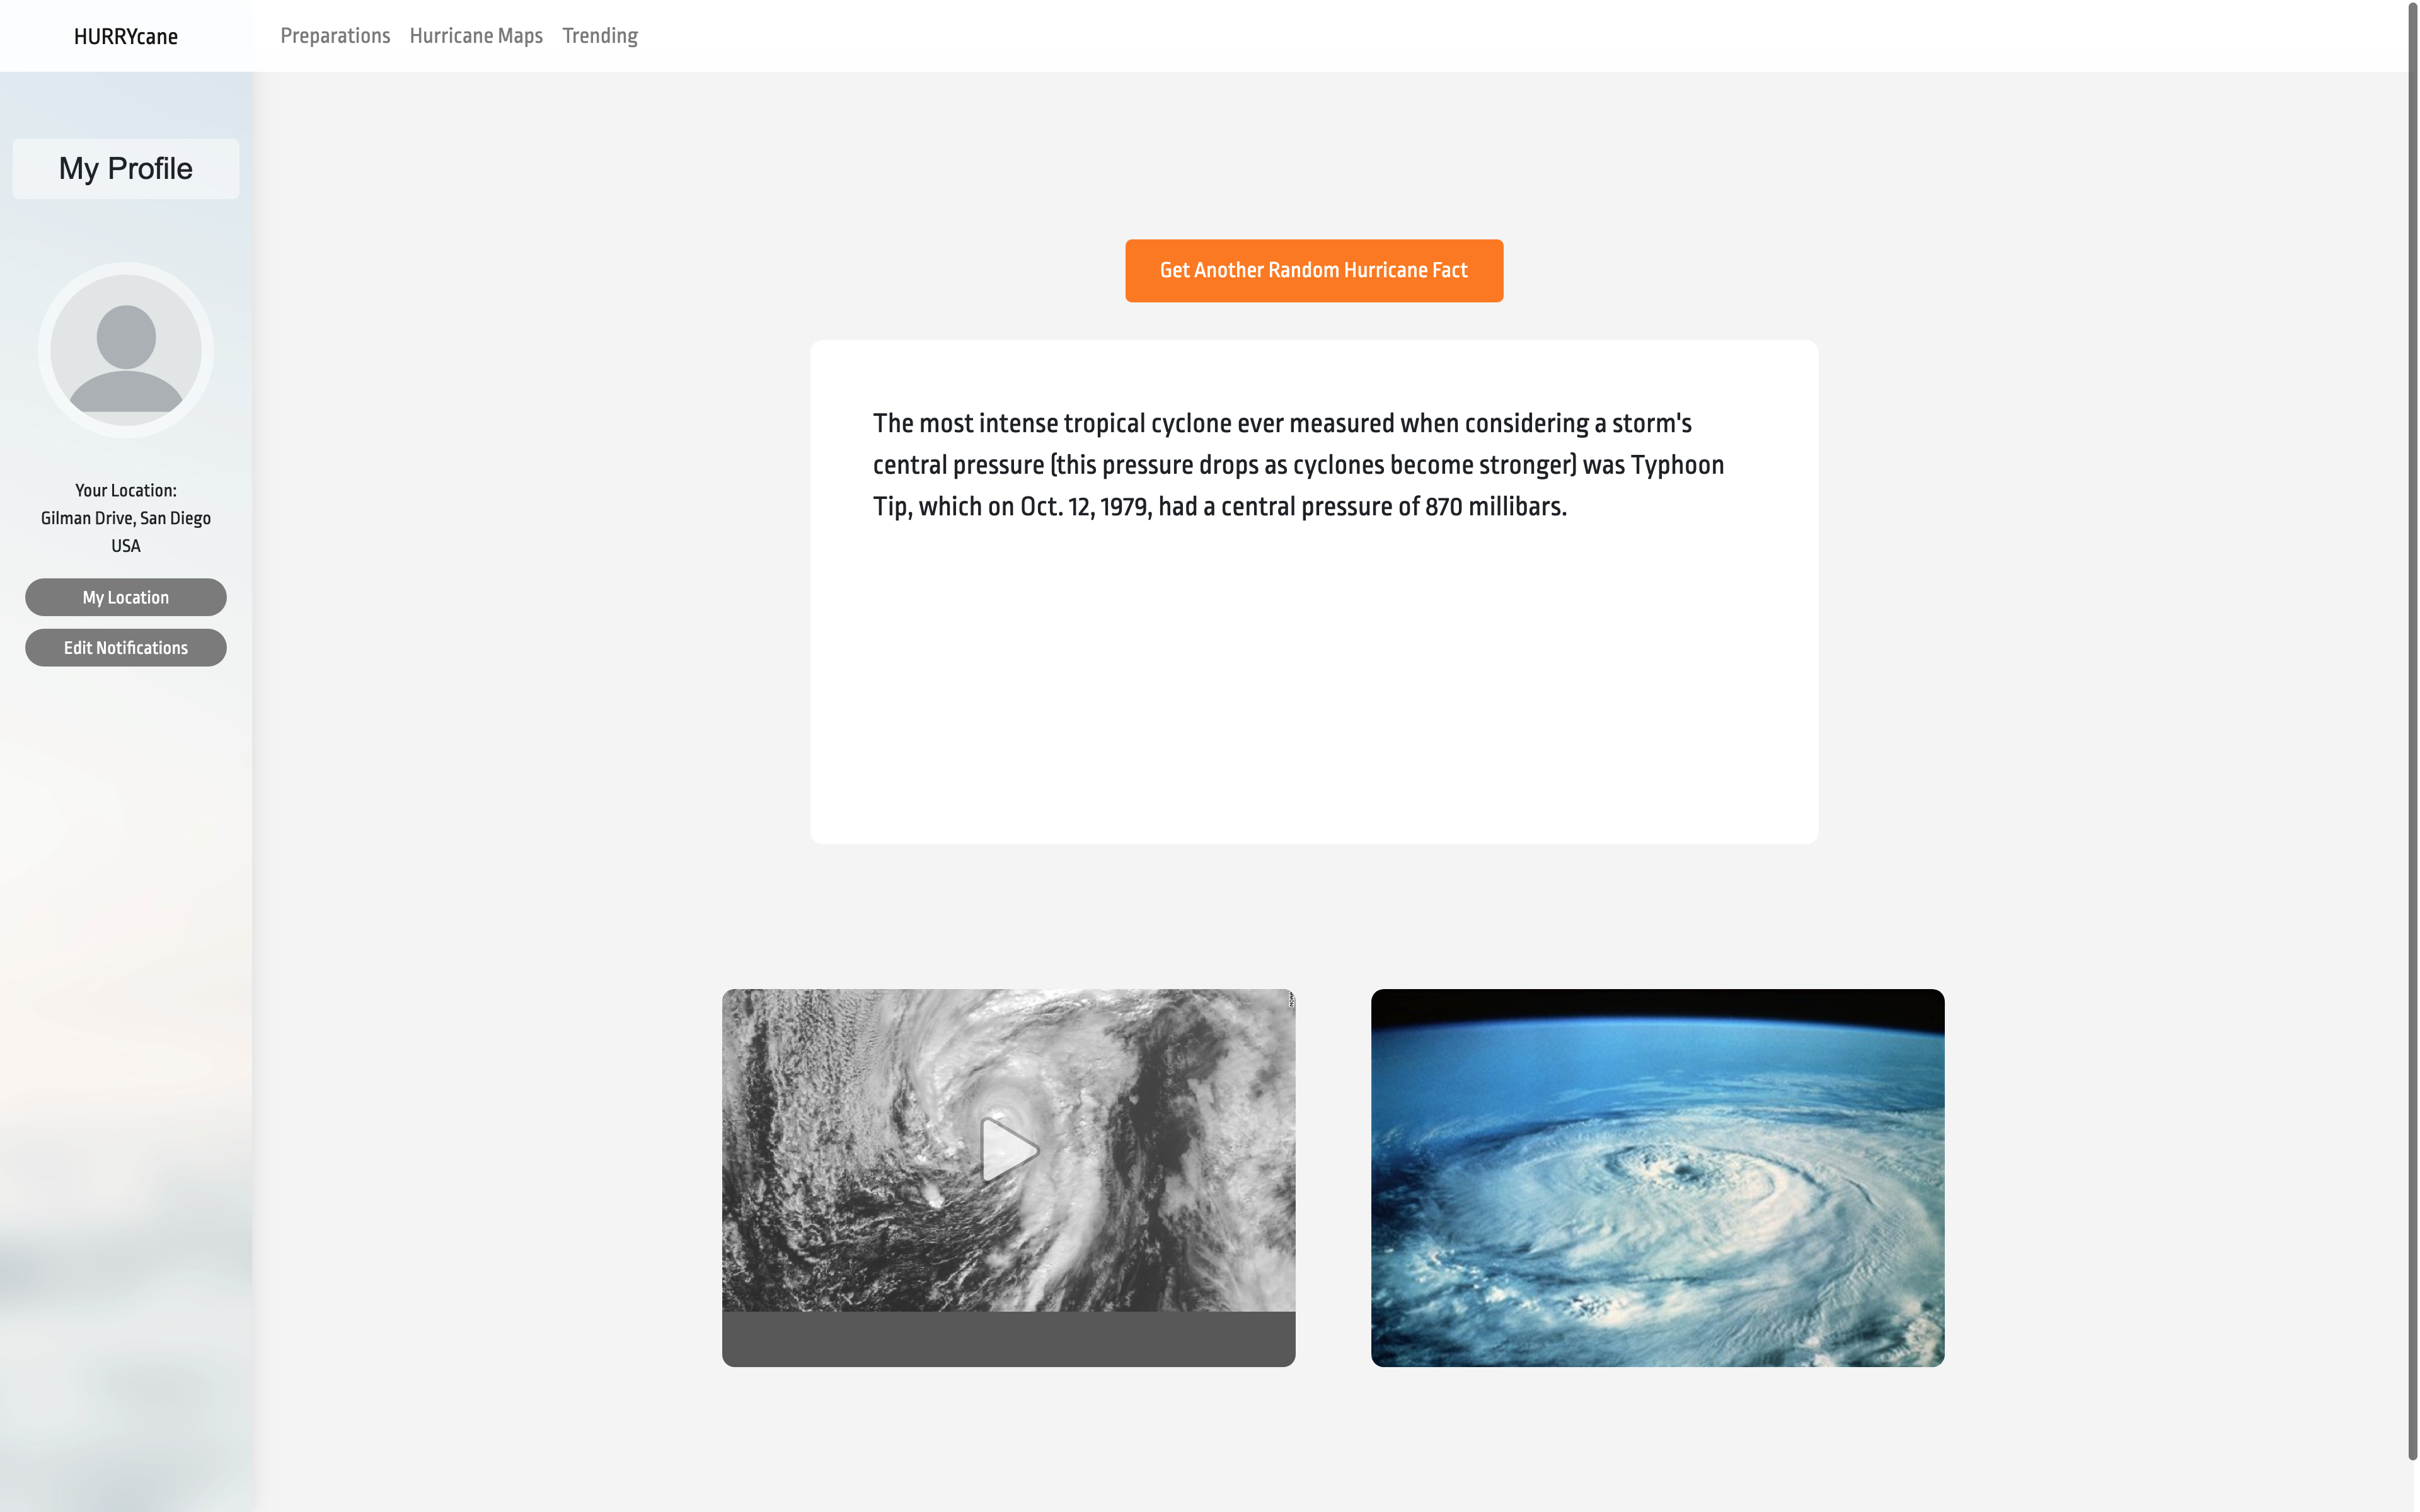 HURRYcane
Preparations Hurricane Maps Trending
My Profile
Your Location:
Gilman Drive, San Diego
USA
My Location
Edit Notifications
Get Another Random Hurricane Fact
The most intense tropical cyclone ever measured when considering a storm's
central pressure (this pressure drops as cyclones become stronger) was Typhoon
Tip, which on Oct. 12, 1979, had a central pressure of 870 millibars.